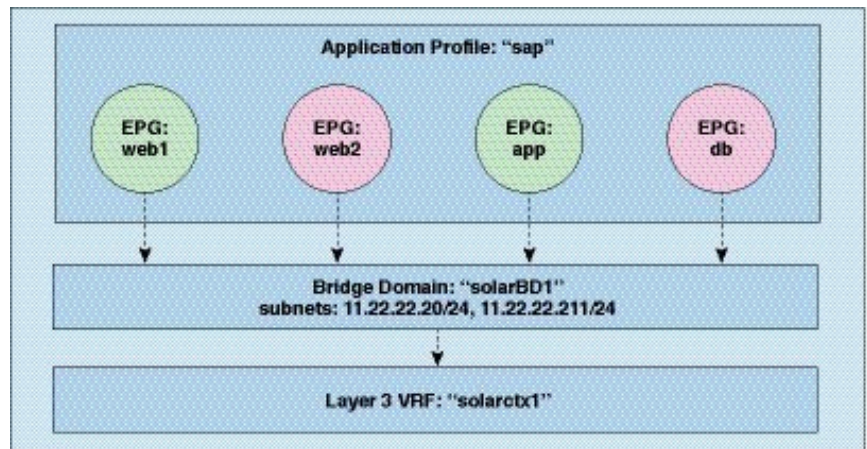 Application Profile: “sap”
EPG:
web1
EPG:
web2
EPG:
app
EPG:
db
Bridge Domain: “solarBD1”
subnets: 11.22.22.20/24, 11.22.22.211/24
Layer 3 VRF: “solarctx1”